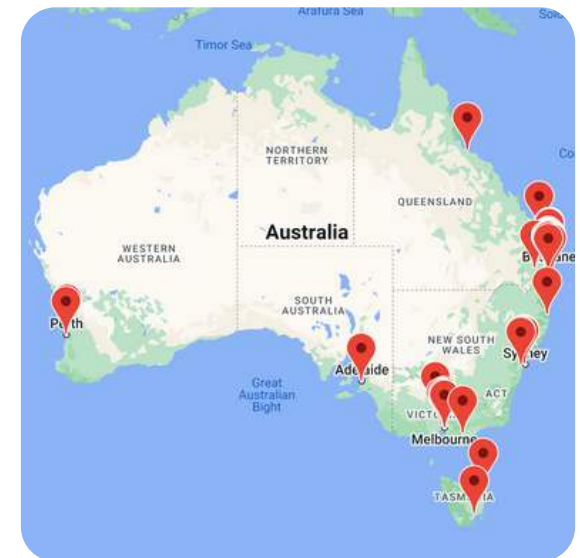 Arafura Sea
Timor Sea
NORTHERN
TERRITORY
QUEENSLAND
Australia
WESTERN
AUSTRALIA
SOUTH
AUSTRALIA
Perth
NEW SOUTH
WALES
Sydney
Adelaide
Great
Australian
Bight
ACT
Melbourne